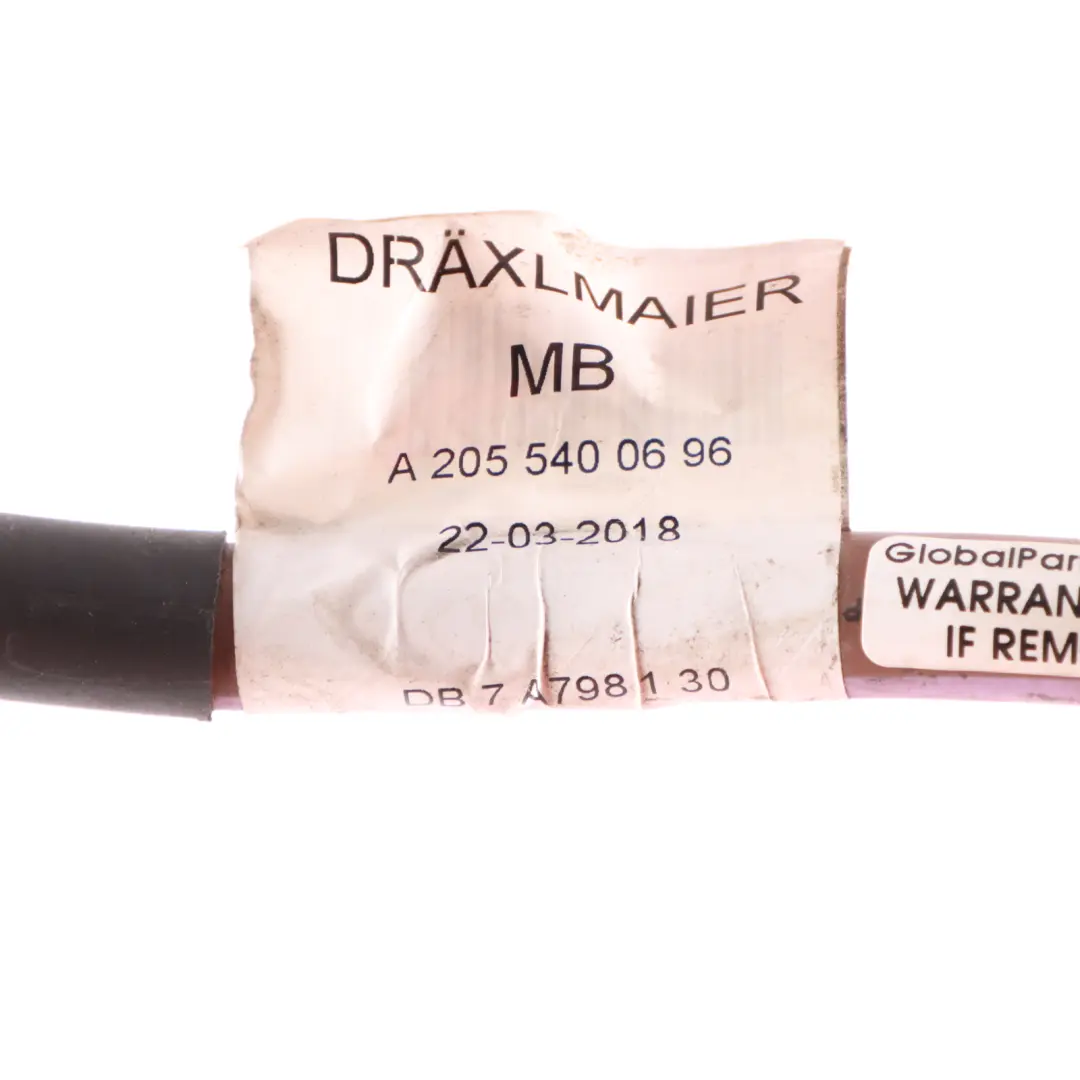 DRÄXLMAIER
MB
A 205 540 06 96
22-03-2018
DB 7 A798 1 30
GlobalPar
WARRAN
IF REM